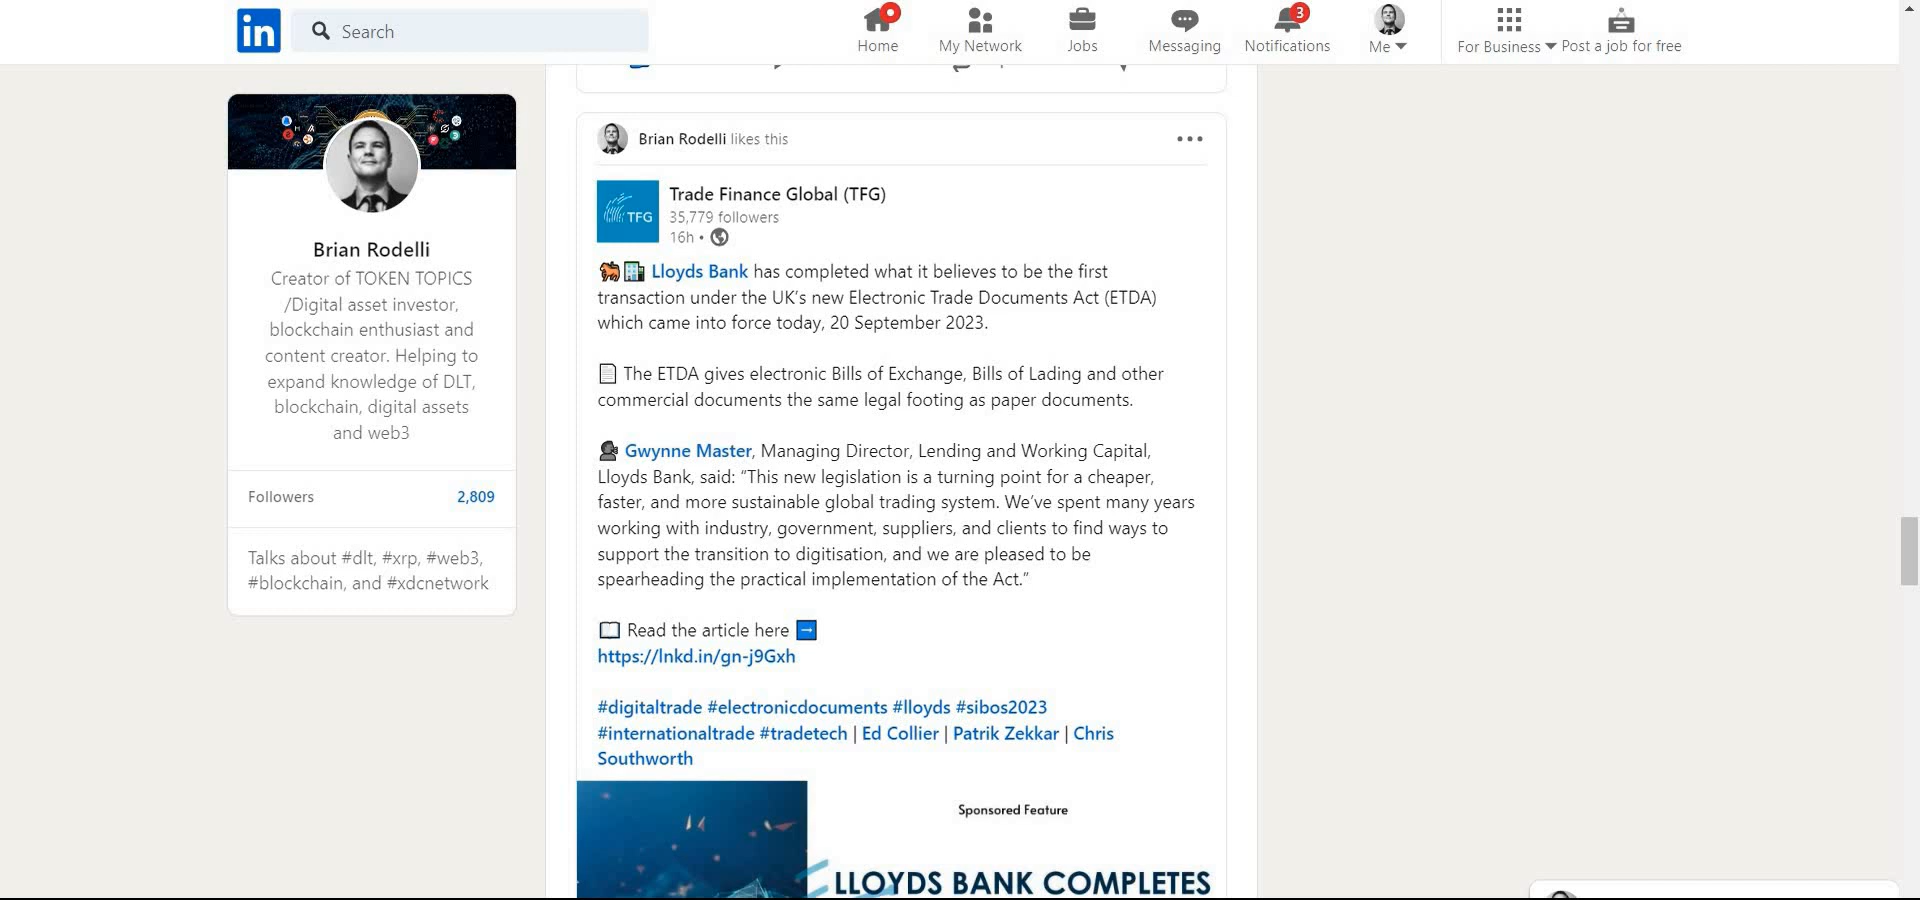 in
Search
Home
My Network
Jobs
Messaging
3
Notifications
Me
For Business
Post a job for free
Brian Rodelli
Creator of TOKEN TOPICS
/Digital asset investor,
blockchain enthusiast and
content creator. Helping to
expand knowledge of DLT,
blockchain, digital assets
and web3
Followers 2,809
Talks about #dlt, #xrp, #web3,
#blockchain, and #xdcnetwork
Brian Rodelli likes this
TFG
Trade Finance Global (TFG)
35,779 followers
16h •
Lloyds Bank has completed what it believes to be the first
transaction under the UK's new Electronic Trade Documents Act (ETDA)
which came into force today, 20 September 2023.
The ETDA gives electronic Bills of Exchange, Bills of Lading and other
commercial documents the same legal footing as paper documents.
Gwynne Master, Managing Director, Lending and Working Capital,
Lloyds Bank, said: "This new legislation is a turning point for a cheaper,
faster, and more sustainable global trading system. We've spent many years
working with industry, government, suppliers, and clients to find ways to
support the transition to digitisation, and we are pleased to be
spearheading the practical implementation of the Act."
Read the article here
https://lnkd.in/gn-j9Gxh
#digitaltrade #electronicdocuments #lloyds #sibos2023
#internationaltrade #tradetech | Ed Collier | Patrik Zekkar | Chris
Southworth
Sponsored Feature
LLOYDS BANK COMPLETES